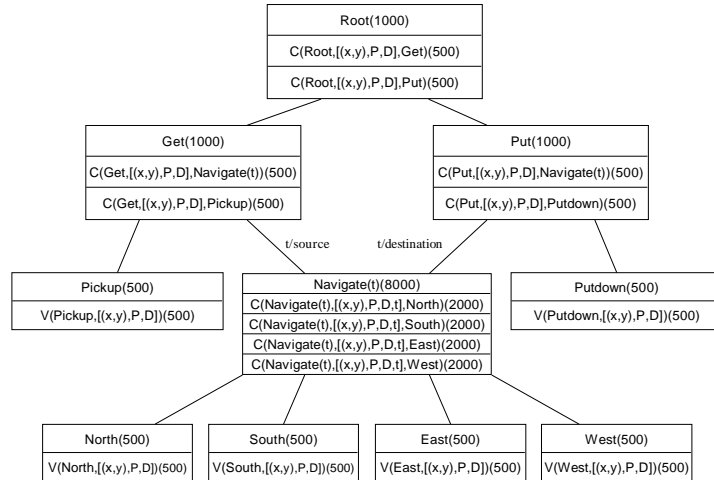 Root(1000)
C(Root,[(x,y),P,D],Get)(500)
C(Root,[(x,y),P,D],Put)(500)
Get(1000)
C(Get,[(x,y),P,D],Navigate(t))(500)
C(Get,[(x,y),P,D],Pickup)(500)
Put(1000)
C(Put,[(x,y),P,D],Navigate(t))(500)
C(Put,[(x,y),P,D],Putdown)(500)
t/source
t/destination
Pickup(500)
V(Pickup,[(x,y),P,D])(500)
Navigate(t)(8000)
C(Navigate(t),[(x,y),P,D,t],North)(2000)
C(Navigate(t),[(x,y),P,D,t],South)(2000)
C(Navigate(t),[(x,y),P,D,t],East)(2000)
C(Navigate(t),[(x,y),P,D,t],West)(2000)
Putdown(500)
V(Putdown,[(x,y),P,D])(500)
North(500)
V(North,[(x,y),P,D])(500)
South(500)
V(South,[(x,y),P,D])(500)
East(500)
V(East,[(x,y),P,D])(500)
West(500)
V(West,[(x,y),P,D])(500)